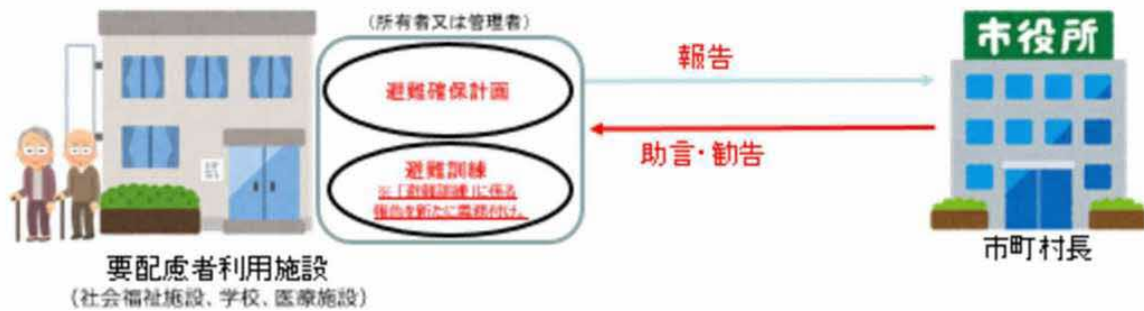 (所有者又は管理者)
避難確保計画
避難訓練
※「避難訓練」に係る
報告を新たに義務付け。
報告
助言・勧告
市役所
市町村長
要配慮者利用施設
(社会福祉施設、学校、医療施設)